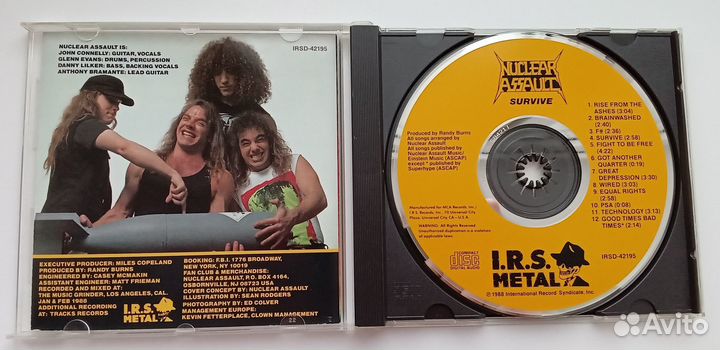 NUCLEAR ASSAULT IS:
JOHN CONNELLY: GUITAR, VOCALS
GLENN EVANS: DRUMS, PERCUSSION
DANNY LILKER: BASS, BACKING VOCALS
ANTHONY BRAMANTE: LEAD GUITAR
IRSD-42195
EXECUTIVE PRODUCER: MILES COPELAND
PRODUCED BY: RANDY BURNS
ENGINEERED BY: CASEY MCMAKIN
ASSISTANT ENGINEER: MATT FRIEMAN
RECORDED AND MIXED AT:
THE MUSIC GRINDER, LOS ANGELES, CAL.
JAN & FEB 1988
ADDITIONAL RECORDING
AT: TRACKS RECORDS
I.R.S.
METAL
BOOKING: F.B.I. 1776 BROADWAY,
NEW YORK, NY 10019
FAN CLUB & MERCHANDISE:
NUCLEAR ASSAULT, P.O. BOX 4164,
OSBORNVILLE, NJ 08723 USA
COVER CONCEPT BY: NUCLEAR ASSAULT
ILLUSTRATION BY: SEAN RODGERS
PHOTOGRAPHY BY: ED COLVER
MANAGEMENT EUROPE:
KEVIN FETTERPLACE, CLOWN MANAGEMENT
NUCLEAR
ASSAULT
SURVIVE
Produced by Randy Burns
All songs arranged by
Nuclear Assault
All songs published by
Nuclear Assault Music/
Einstein Music (ASCAP)
except * published by
Superhype (ASCAP)
Manufactured for MCA Records, Inc./
I.R.S. Records, Inc., 70 Universal City
Plaza, Universal City, CA – U.S.A.
WARNING: All Rights Reserved.
Unauthorized duplication is a violation
of applicable laws.
1. RISE FROM THE
ASHES (3:04)
2. BRAINWASHED
(2:40)
3. F# (2:36)
4. SURVIVE (2:58)
5. FIGHT TO BE FREE
(4:22)
6. GOT ANOTHER
QUARTER (0:19)
7. GREAT
DEPRESSION (3:30)
8. WIRED (3:03)
9. EQUAL RIGHTS
(2:58)
10. PSA (0:18)
11. TECHNOLOGY (3:13)
12. GOOD TIMES BAD
TIMES* (2:14)
COMPACT
disc
DIGITAL AUDIO
I.R.S.
METAL
IRSD-42195
℗ 1988 International Record Syndicate, Inc.
Avito